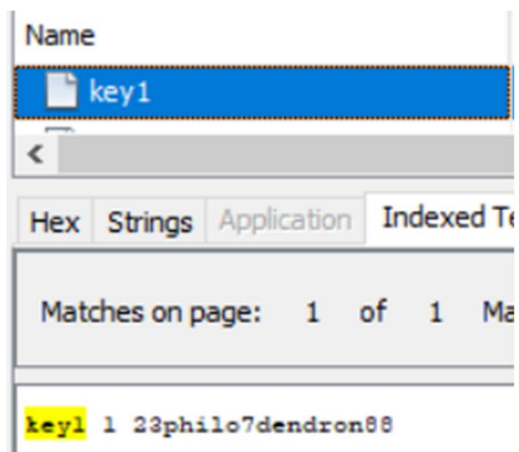 Name
key1
<
Hex Strings Application Indexed Te
Matches on page: 1 of 1 Ma
key1 1 23philo7dendron88